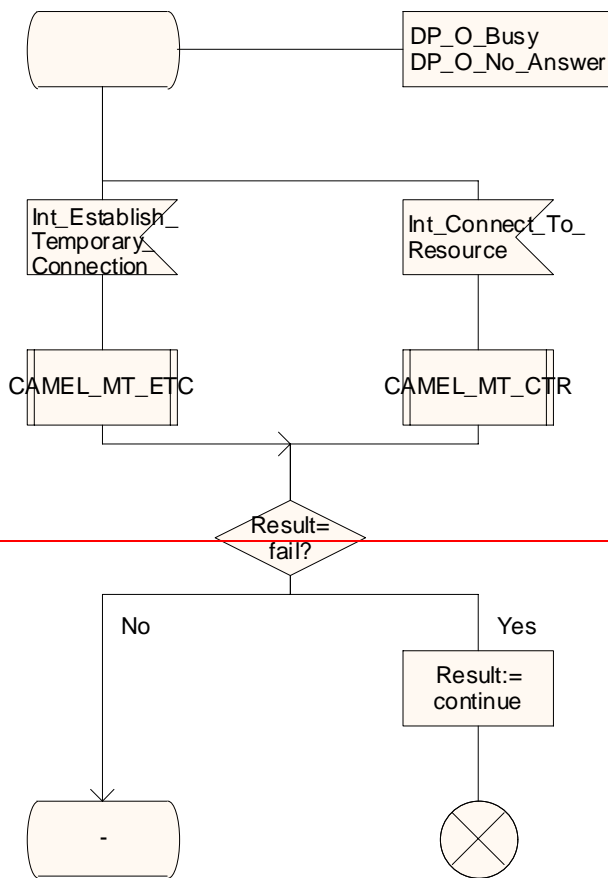 DP_O_Busy
DP_O_No_Answer
Int_Establish_
Temporary_
Connection
Int_Connect_To_
Resource
CAMEL_MT_ETC
CAMEL_MT_CTR
Result=
fail?
No
Yes
Result:=
continue
-